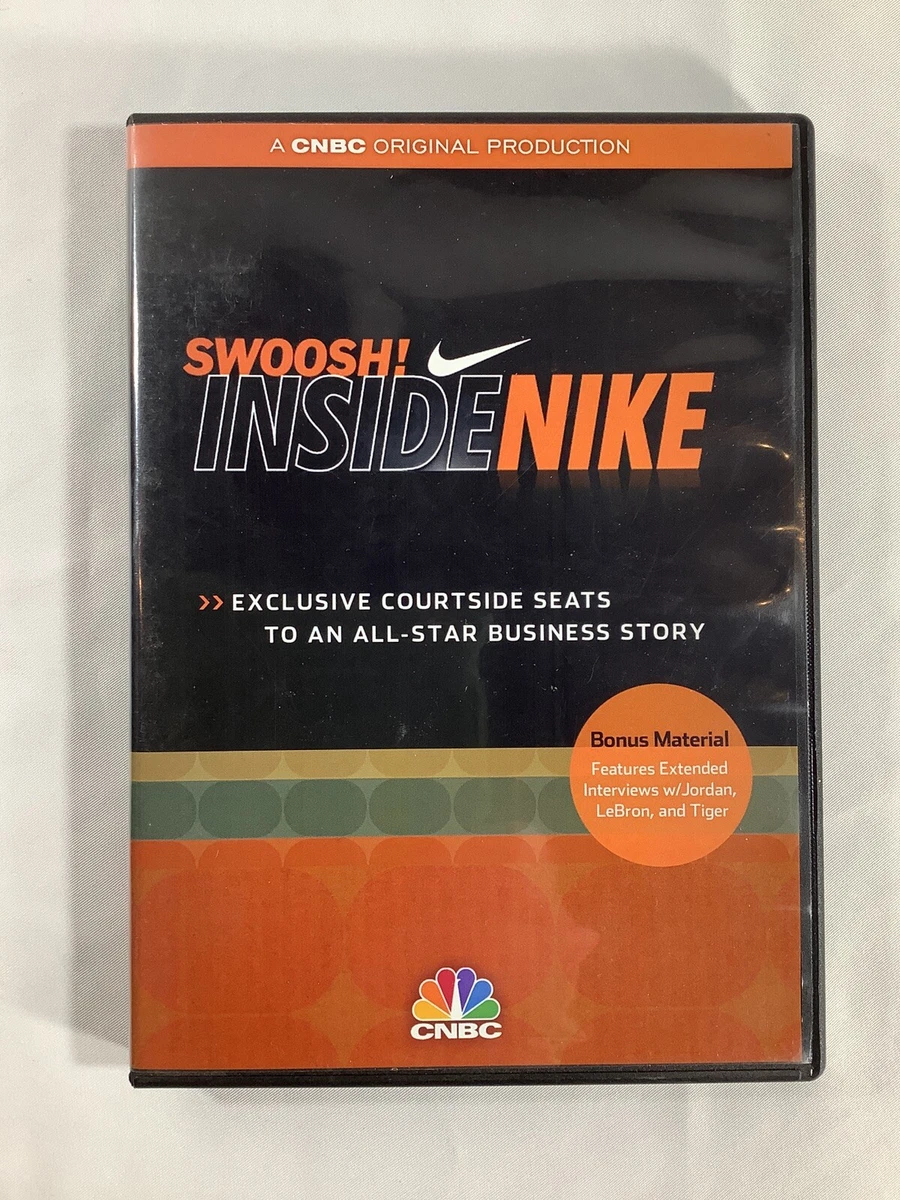 A CNBC ORIGINAL PRODUCTION
SWOOSH!
INSIDENIKE
>> EXCLUSIVE COURTSIDE SEATS
TO AN ALL-STAR BUSINESS STORY
Bonus Material
Features Extended
Interviews w/Jordan,
LeBron, and Tiger
CNBC